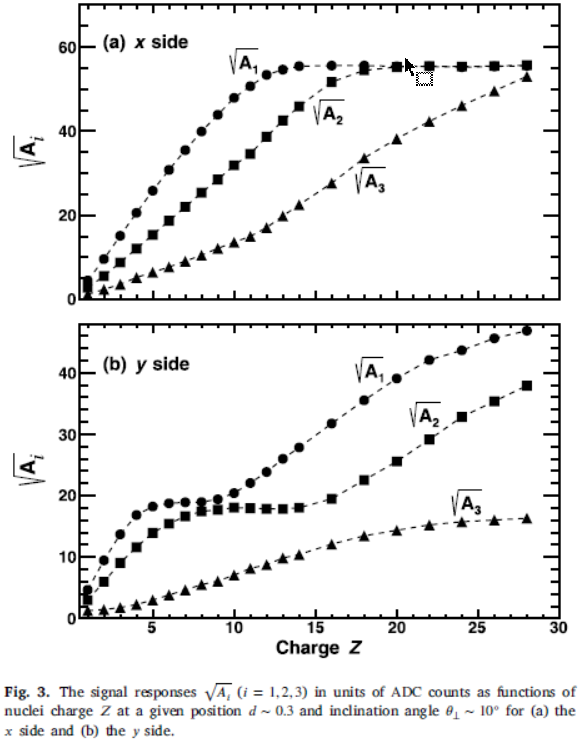 60
(a) x side
√A₁
√A₂
40
√Aᵢ
√A₃
20
0
(b) y side
√A₁
40
√A₂
30
√Aᵢ
20
√A₃
10
0
5 10 15 20 25 30
Charge Z
Fig. 3. The signal responses √Aᵢ (i = 1,2,3) in units of ADC counts as functions of
nuclei charge Z at a given position d ~ 0.3 and inclination angle θ⊥ ~ 10° for (a) the
x side and (b) the y side.